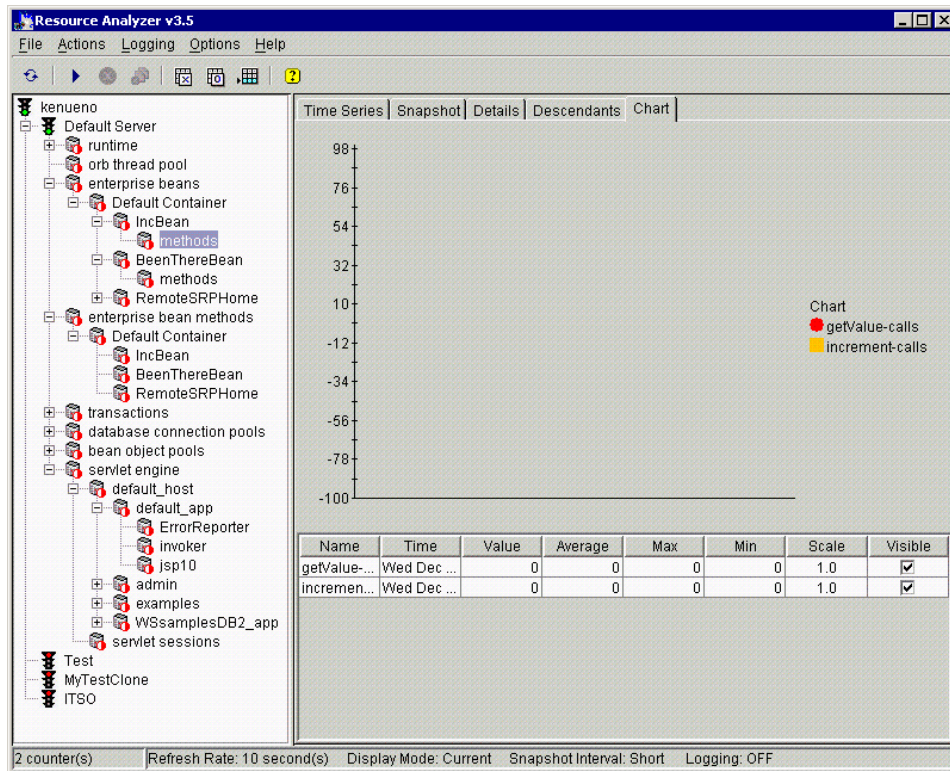 Resource Analyzer v3.5
File Actions Logging Options Help
kenueno
Default Server
runtime
orb thread pool
enterprise beans
Default Container
IncBean
methods
BeenThereBean
methods
RemoteSRPHome
enterprise bean methods
Default Container
IncBean
BeenThereBean
RemoteSRPHome
transactions
database connection pools
bean object pools
servlet engine
default_host
default_app
ErrorReporter
invoker
jsp10
admin
examples
WSsamplesDB2_app
servlet sessions
Test
MyTestClone
ITSO
Time Series Snapshot Details Descendants Chart
98
76
54
32
10
-12
-34
-56
-78
-100
Chart
getValue-calls
increment-calls
Name Time Value Average Max Min Scale Visible
getValue-... Wed Dec ... 0 0 0 0 1.0
incremen... Wed Dec ... 0 0 0 0 1.0
2 counter(s) Refresh Rate: 10 second(s) Display Mode: Current Snapshot Interval: Short Logging: OFF